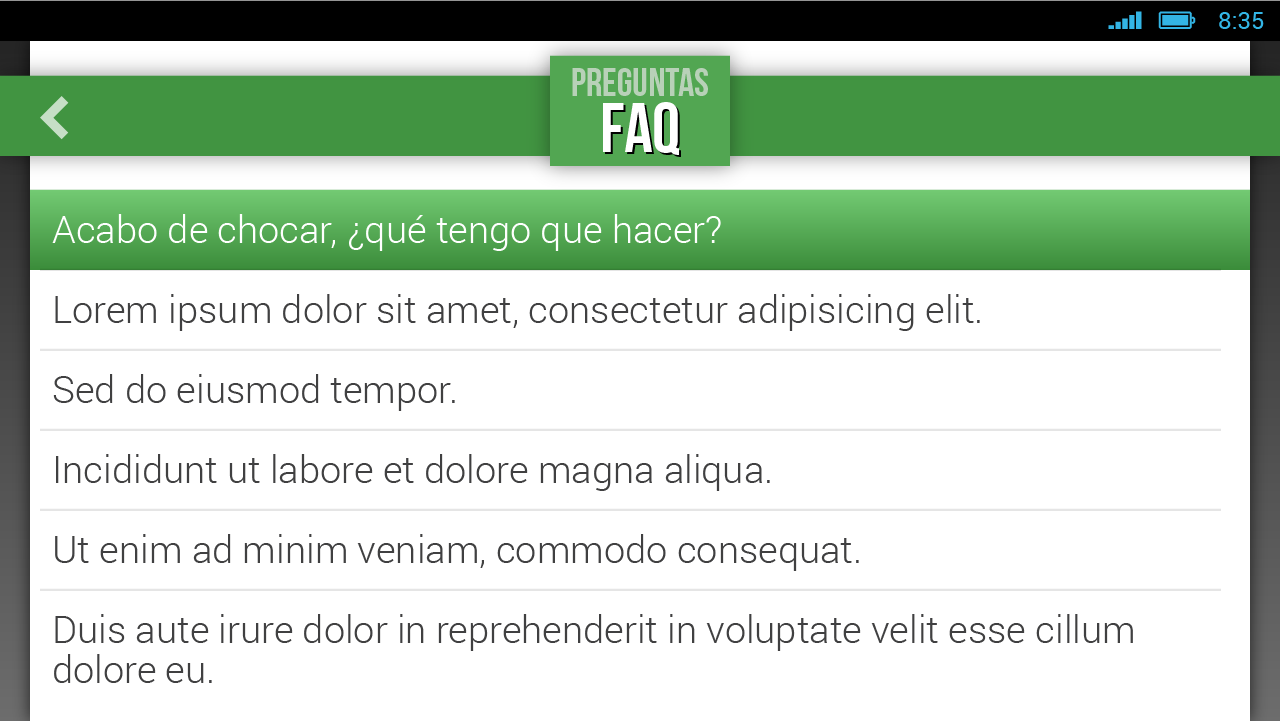 8:35
PREGUNTAS
FAQ
Acabo de chocar, ¿qué tengo que hacer?
Lorem ipsum dolor sit amet, consectetur adipisicing elit.
Sed do eiusmod tempor.
Incididunt ut labore et dolore magna aliqua.
Ut enim ad minim veniam, commodo consequat.
Duis aute irure dolor in reprehenderit in voluptate velit esse cillum
dolore eu.